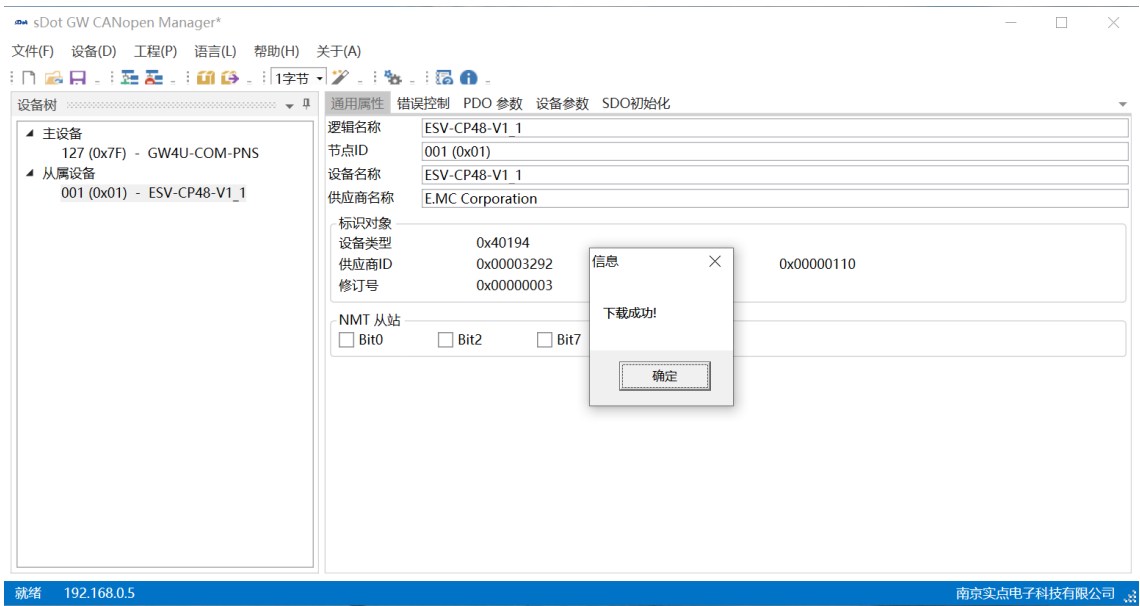 sDot sDot GW CANopen Manager*
文件(F) 设备(D) 工程(P) 语言(L) 帮助(H) 关于(A)
1字节
设备树
通用属性 错误控制 PDO 参数 设备参数 SDO初始化
主设备
127 (0x7F) - GW4U-COM-PNS
从属设备
001 (0x01) - ESV-CP48-V1_1
逻辑名称 ESV-CP48-V1_1
节点ID 001 (0x01)
设备名称 ESV-CP48-V1_1
供应商名称 E.MC Corporation
标识对象
设备类型 0x40194
供应商ID 0x00003292 0x00000110
修订号 0x00000003
NMT 从站
Bit0 Bit2 Bit7
信息
下载成功!
确定
就绪 192.168.0.5 南京实点电子科技有限公司